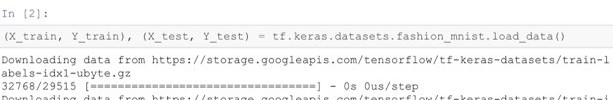 In [2]:
(X_train, Y_train), (X_test, Y_test) = tf.keras.datasets.fashion_mnist.load_data()
Downloading data from https://storage.googleapis.com/tensorflow/tf-keras-datasets/train-l
abels-idx1-ubyte.gz
32768/29515 [=================================] - 0s 0us/step
Downloading data from https://storage.googleapis.com/tensorflow/tf-keras-datasets/train-i